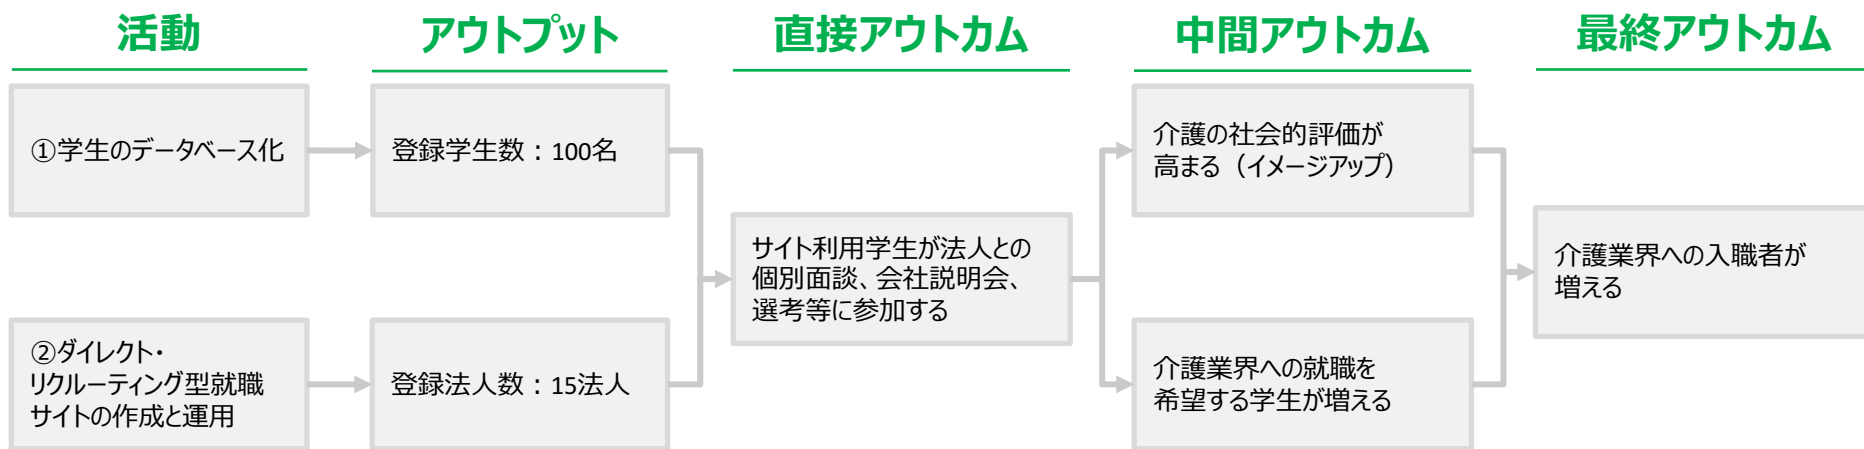 活動
アウトプット
直接アウトカム
中間アウトカム
最終アウトカム
①学生のデータベース化
登録学生数：100名
②ダイレクト・
リクルーティング型就職
サイトの作成と運用
登録法人数：15法人
サイト利用学生が法人との
個別面談、会社説明会、
選考等に参加する
介護の社会的評価が
高まる（イメージアップ）
介護業界への就職を
希望する学生が増える
介護業界への入職者が
増える